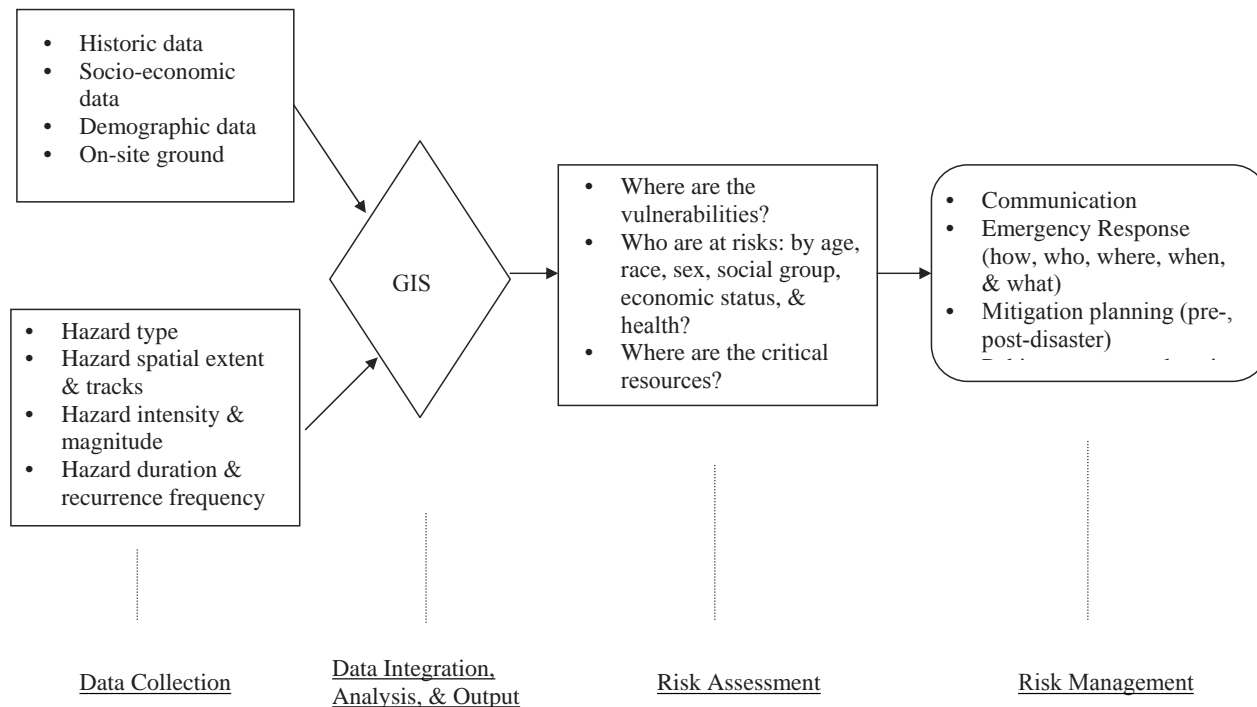 • Historic data
• Socio-economic
data
• Demographic data
• On-site ground
• Hazard type
• Hazard spatial extent
& tracks
• Hazard intensity &
magnitude
• Hazard duration &
recurrence frequency
GIS
• Where are the
vulnerabilities?
• Who are at risks: by age,
race, sex, social group,
economic status, &
health?
• Where are the critical
resources?
• Communication
• Emergency Response
(how, who, where, when,
& what)
• Mitigation planning (pre-,
post-disaster)
Data Collection
Data Integration,
Analysis, & Output
Risk Assessment
Risk Management